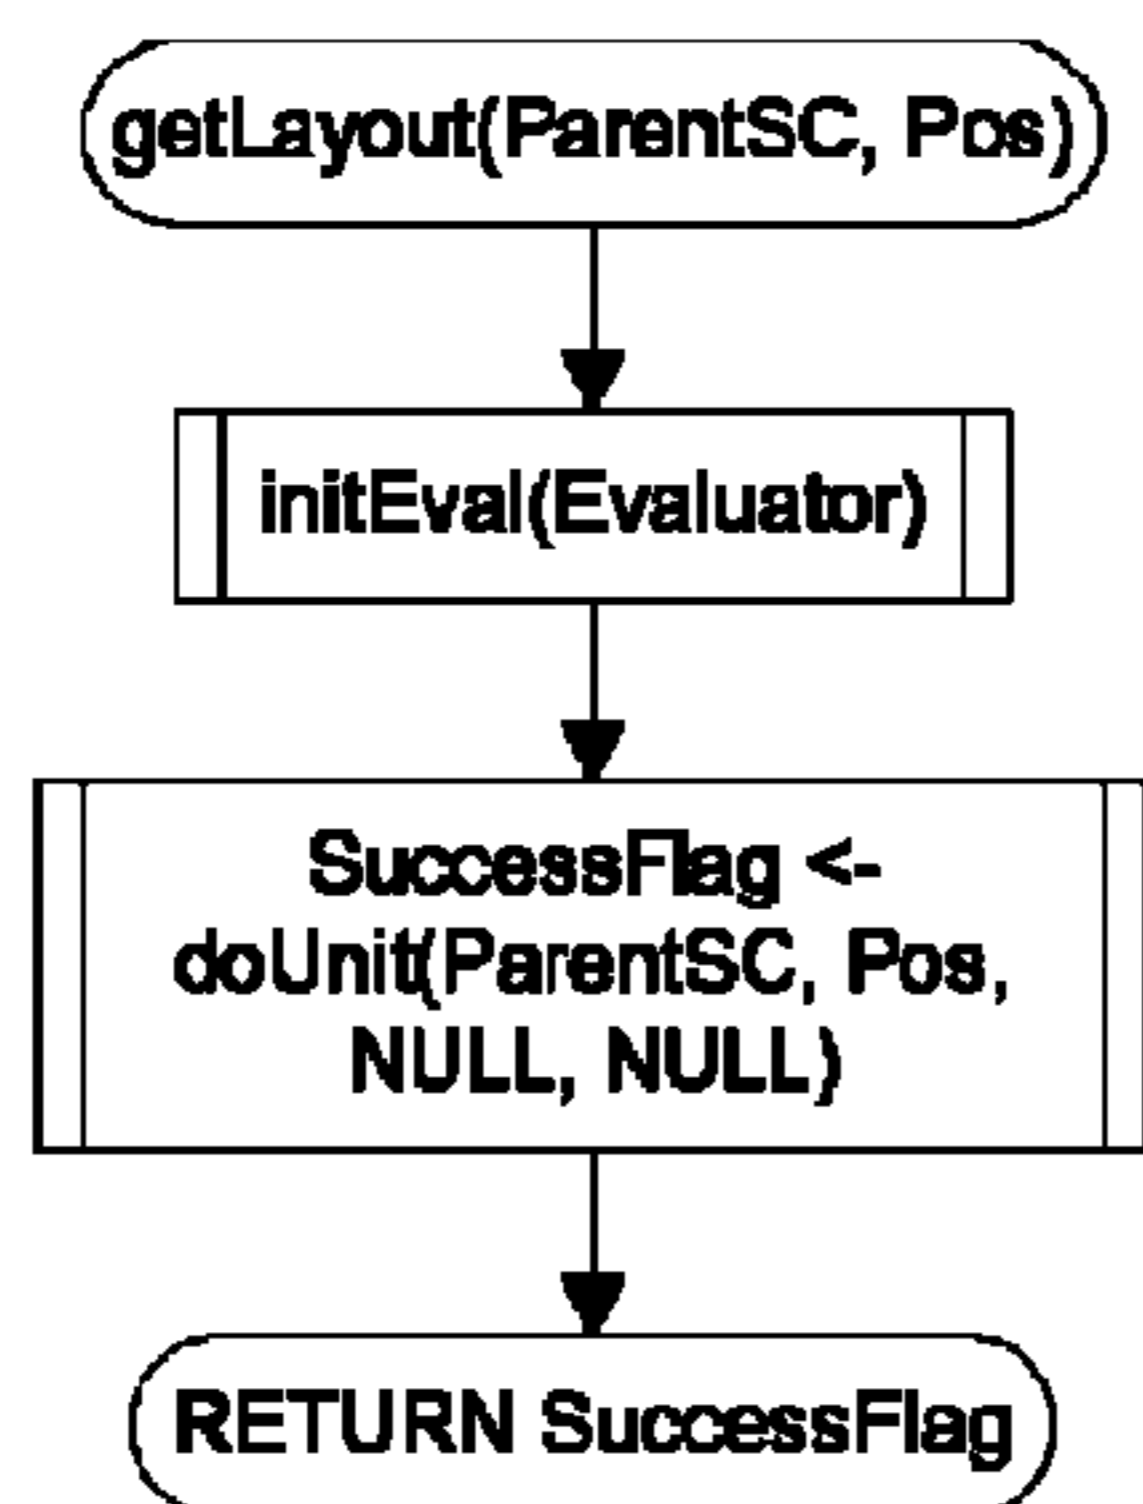 getLayout(ParentSC, Pos)
initEval(Evaluator)
SuccessFlag <-
doUnit(ParentSC, Pos,
NULL, NULL)
RETURN SuccessFlag